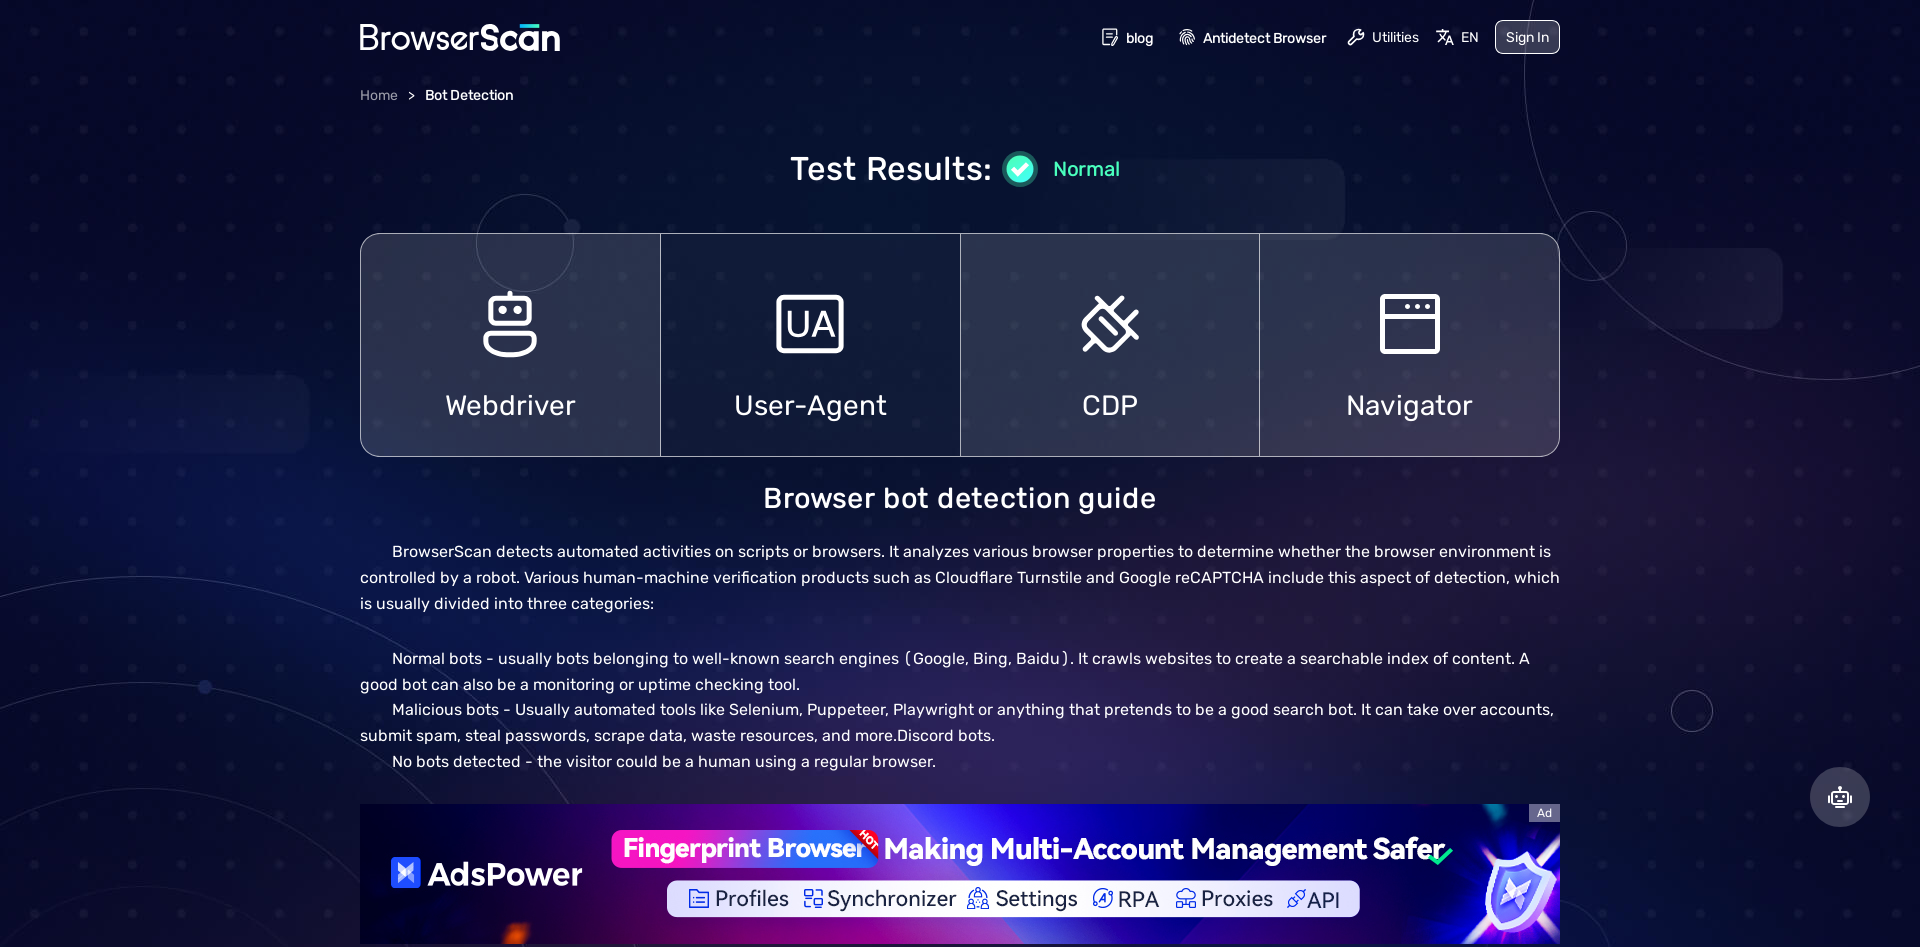 BrowserScan
blog
Antidetect Browser
Utilities
EN
Sign In
Home > Bot Detection
Test Results: Normal
UA
Webdriver
User-Agent
CDP
Navigator
Browser bot detection guide
BrowserScan detects automated activities on scripts or browsers. It analyzes various browser properties to determine whether the browser environment is
controlled by a robot. Various human-machine verification products such as Cloudflare Turnstile and Google reCAPTCHA include this aspect of detection, which
is usually divided into three categories:
Normal bots - usually bots belonging to well-known search engines (Google, Bing, Baidu). It crawls websites to create a searchable index of content. A
good bot can also be a monitoring or uptime checking tool.
Malicious bots - Usually automated tools like Selenium, Puppeteer, Playwright or anything that pretends to be a good search bot. It can take over accounts,
submit spam, steal passwords, scrape data, waste resources, and more.Discord bots.
No bots detected - the visitor could be a human using a regular browser.
Ad
AdsPower
Fingerprint Browser HOT Making Multi-Account Management Safer
Profiles Synchronizer Settings RPA Proxies API